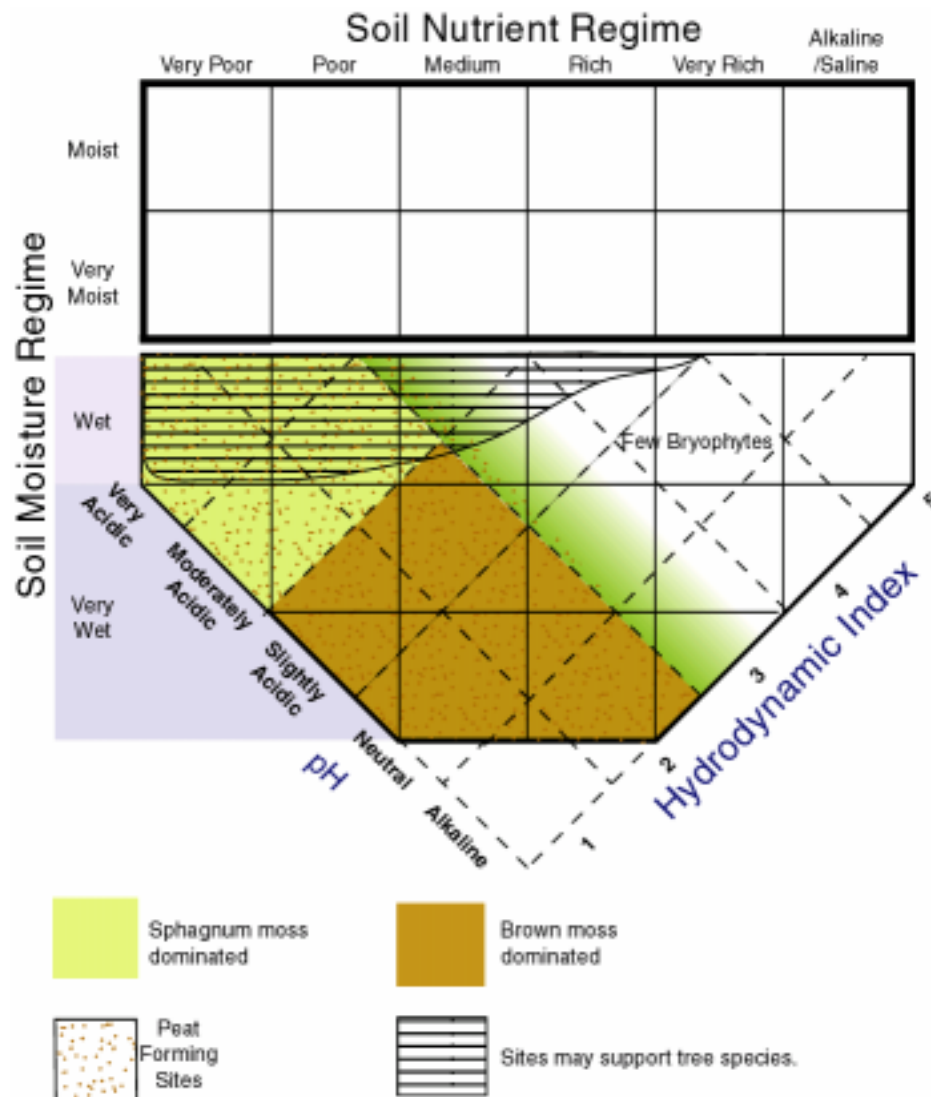 Soil Nutrient Regime
Very Poor
Poor
Medium
Rich
Very Rich
Alkaline
/Saline
Soil Moisture Regime
Moist
Very
Moist
Wet
Very
Wet
Few Bryophytes
Very
Acidic
Moderately
Acidic
Slightly
Acidic
Neutral
Alkaline
pH
1
2
3
4
5
Hydrodynamic Index
Sphagnum moss
dominated
Brown moss
dominated
Peat
Forming
Sites
Sites may support tree species.